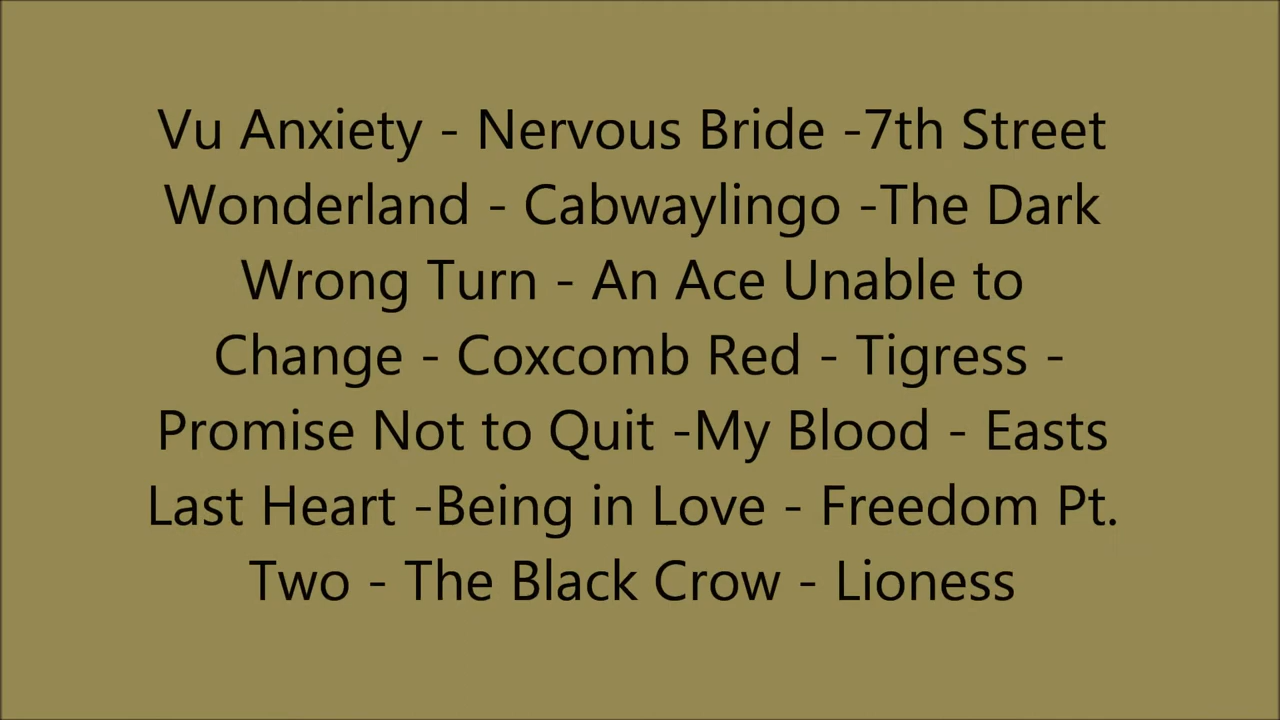 Vu Anxiety - Nervous Bride -7th Street
Wonderland - Cabwaylingo -The Dark
Wrong Turn - An Ace Unable to
Change - Coxcomb Red - Tigress -
Promise Not to Quit -My Blood - Easts
Last Heart -Being in Love - Freedom Pt.
Two - The Black Crow - Lioness